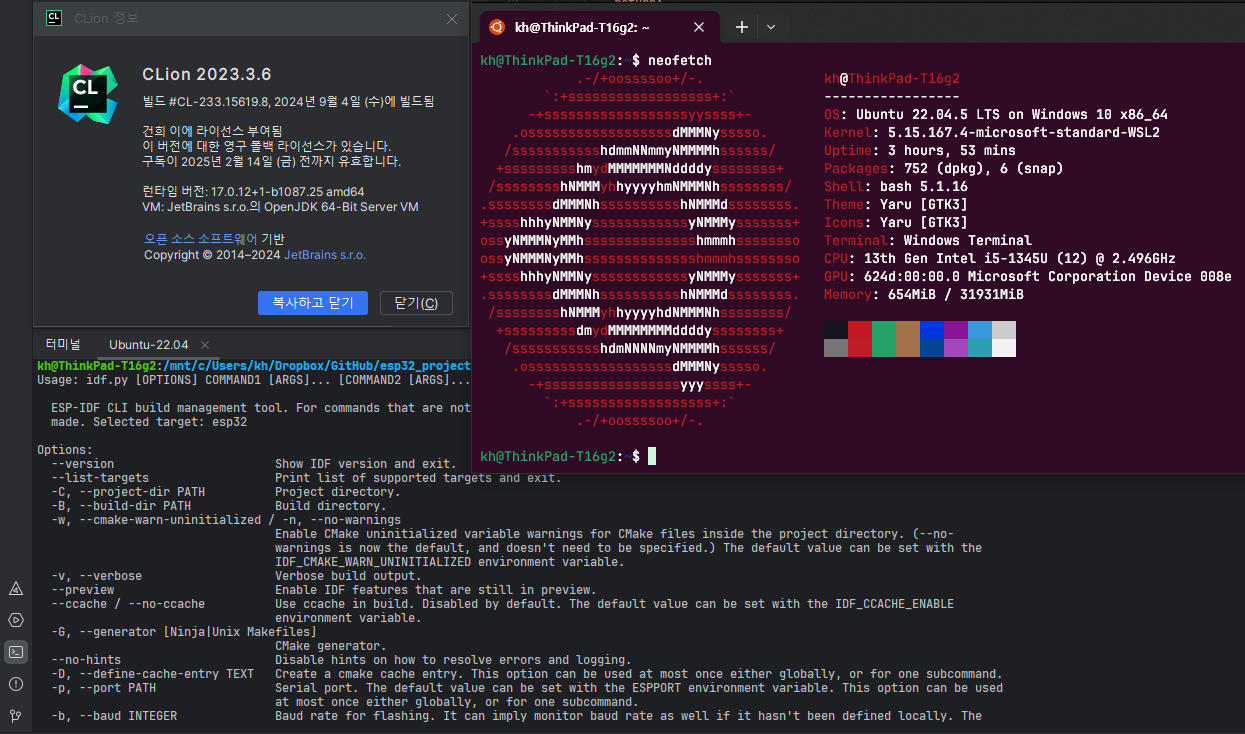 CLion 정보
CL
CLion 2023.3.6
빌드 #CL-233.15619.8, 2024년 9월 4일 (수)에 빌드됨
건희 이에 라이선스 부여됨
이 버전에 대한 영구 폴백 라이선스가 있습니다.
구독이 2025년 2월 14일 (금) 전까지 유효합니다.
런타임 버전: 17.0.12+1-b1087.25 amd64
VM: JetBrains s.r.o.의 OpenJDK 64-Bit Server VM
오픈 소스 소프트웨어 기반
Copyright © 2014–2024 JetBrains s.r.o.
복사하고 닫기
닫기(C)
kh@ThinkPad-T16g2: ~
kh@ThinkPad-T16g2:~$ neofetch
.-/+oossssoo+/-.
`:+ssssssssssssssssss+:`
-+ssssssssssssssssssyyssss+-
.ossssssssssssssssssdMMMNysssso.
/ssssssssssshdmmNNmmyNMMMMhssssss/
+ssssssssshmydMMMMMMMNddddyssssssss+
/sssssssshNMMMyhhyyyyhmNMMMNhssssssss/
.ssssssssdMMMNhsssssssssshNMMMdssssssss.
+sssshhhyNMMNyssssssssssssyNMMMysssssss+
ossyNMMMNyMMhsssssssssssssshmmmhssssssso
ossyNMMMNyMMhsssssssssssssshmmmhssssssso
+sssshhhyNMMNyssssssssssssyNMMMysssssss+
.ssssssssdMMMNhsssssssssshNMMMdssssssss.
/sssssssshNMMMyhhyyyyhdNMMMNhssssssss/
+sssssssssdmydMMMMMMMMddddyssssssss+
/ssssssssssshdmNNNNmyNMMMMhssssss/
.ossssssssssssssssssdMMMNysssso.
-+sssssssssssssssssyyyssss+-
`:+ssssssssssssssssss+:`
.-/+oossssoo+/-.
kh@ThinkPad-T16g2
-----------------
OS: Ubuntu 22.04.5 LTS on Windows 10 x86_64
Kernel: 5.15.167.4-microsoft-standard-WSL2
Uptime: 3 hours, 53 mins
Packages: 752 (dpkg), 6 (snap)
Shell: bash 5.1.16
Theme: Yaru [GTK3]
Icons: Yaru [GTK3]
Terminal: Windows Terminal
CPU: 13th Gen Intel i5-1345U (12) @ 2.496GHz
GPU: 624d:00:00.0 Microsoft Corporation Device 008e
Memory: 654MiB / 31931MiB
kh@ThinkPad-T16g2:~$
터미널
Ubuntu-22.04
kh@ThinkPad-T16g2:/mnt/c/Users/kh/Dropbox/GitHub/esp32_project
Usage: idf.py [OPTIONS] COMMAND1 [ARGS]... [COMMAND2 [ARGS]...
ESP-IDF CLI build management tool. For commands that are not
made. Selected target: esp32
Options:
--version Show IDF version and exit.
--list-targets Print list of supported targets and exit.
-C, --project-dir PATH Project directory.
-B, --build-dir PATH Build directory.
-w, --cmake-warn-uninitialized / -n, --no-warnings
Enable CMake uninitialized variable warnings for CMake files inside the project directory. (--no-
warnings is now the default, and doesn't need to be specified.) The default value can be set with the
IDF_CMAKE_WARN_UNINITIALIZED environment variable.
-v, --verbose Verbose build output.
--preview Enable IDF features that are still in preview.
--ccache / --no-ccache Use ccache in build. Disabled by default. The default value can be set with the IDF_CCACHE_ENABLE
environment variable.
-G, --generator [Ninja|Unix Makefiles]
CMake generator.
--no-hints Disable hints on how to resolve errors and logging.
-D, --define-cache-entry TEXT Create a cmake cache entry. This option can be used at most once either globally, or for one subcommand.
-p, --port PATH Serial port. The default value can be set with the ESPPORT environment variable. This option can be used
at most once either globally, or for one subcommand.
-b, --baud INTEGER Baud rate for flashing. It can imply monitor baud rate as well if it hasn't been defined locally. The